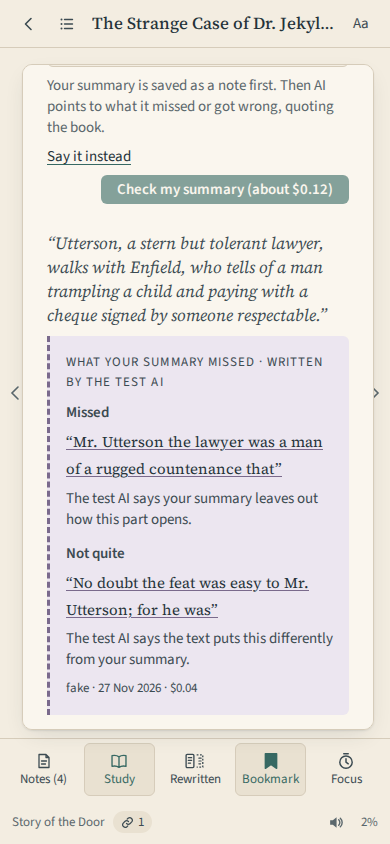 The Strange Case of Dr. Jekyl...
Aa
Your summary is saved as a note first. Then AI
points to what it missed or got wrong, quoting
the book.
Say it instead
Check my summary (about $0.12)
“Utterson, a stern but tolerant lawyer,
walks with Enfield, who tells of a man
trampling a child and paying with a
cheque signed by someone respectable.”
WHAT YOUR SUMMARY MISSED · WRITTEN
BY THE TEST AI
Missed
“Mr. Utterson the lawyer was a man
of a rugged countenance that”
The test AI says your summary leaves out
how this part opens.
Not quite
“No doubt the feat was easy to Mr.
Utterson; for he was”
The test AI says the text puts this differently
from your summary.
fake · 27 Nov 2026 · $0.04
Notes (4)
Study
Rewritten
Bookmark
Focus
Story of the Door
1
2%